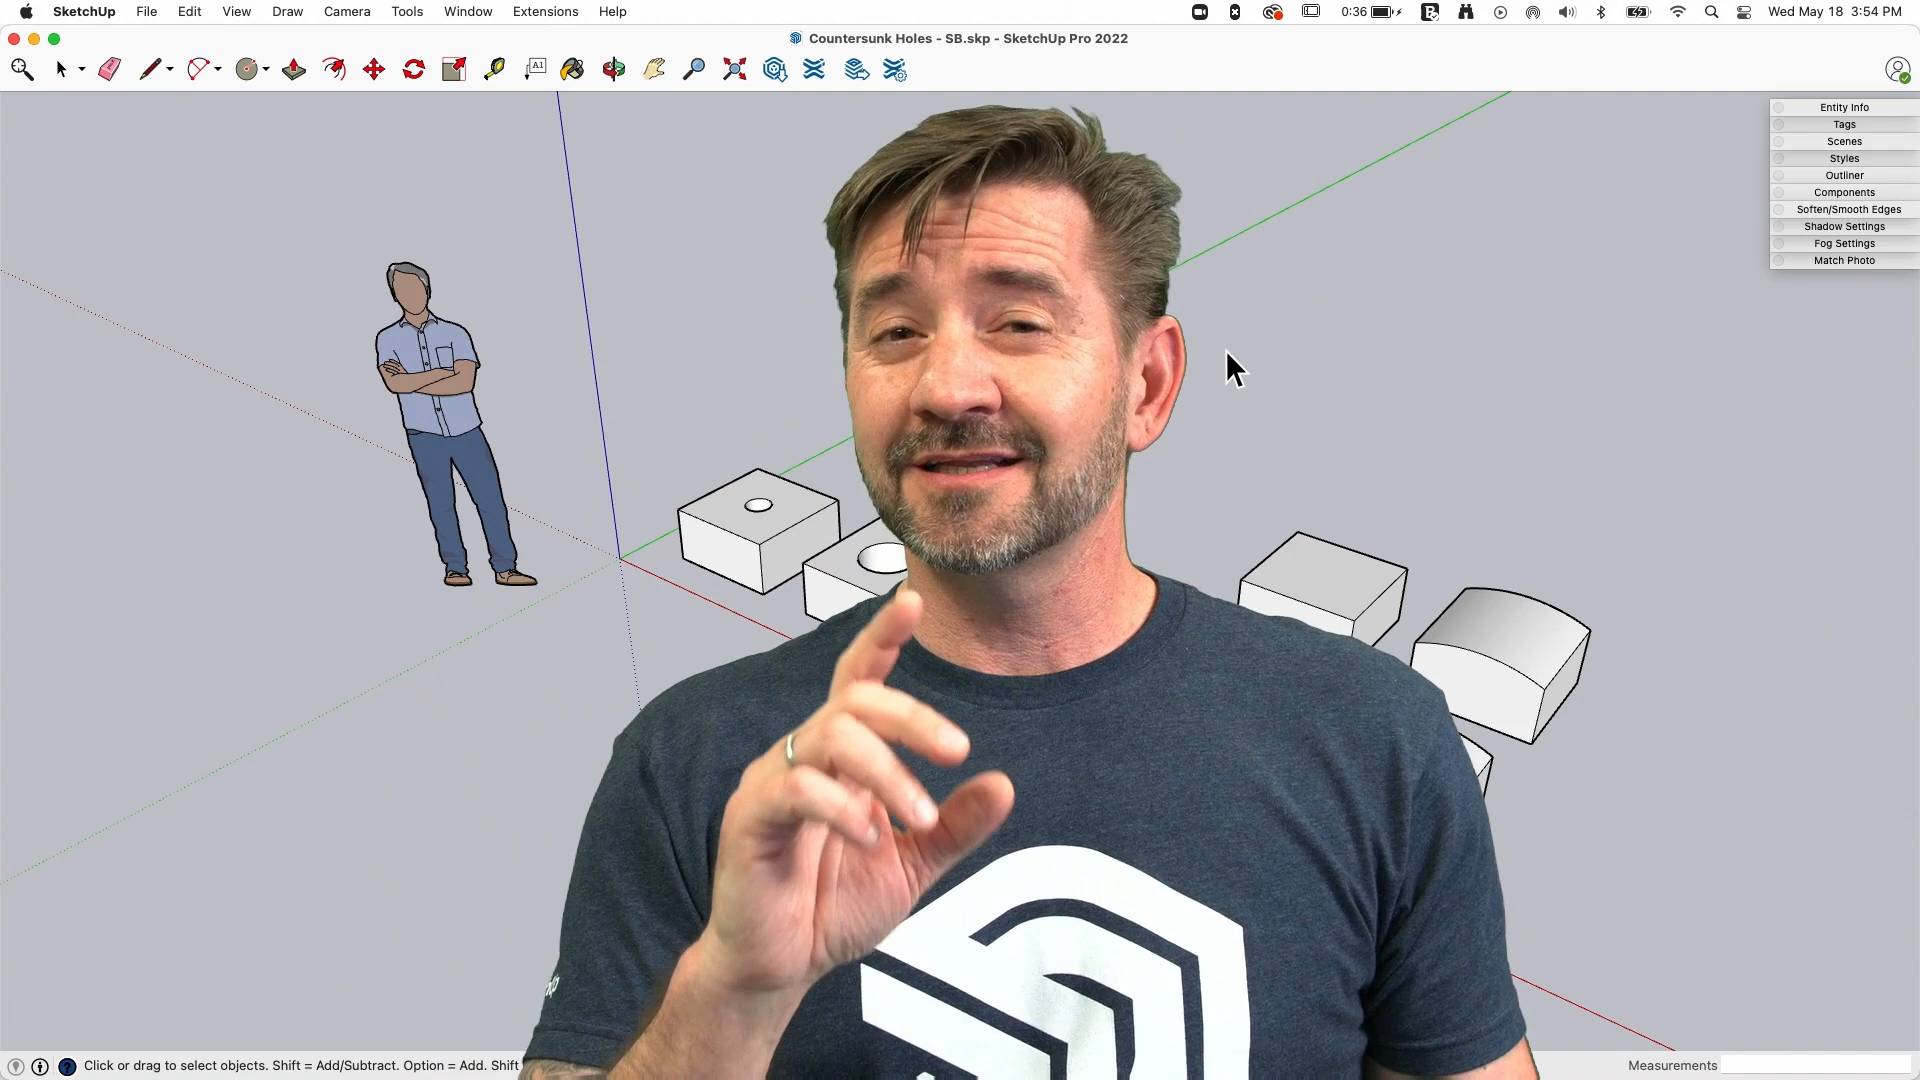 SketchUp File Edit View Draw Camera Tools Window Extensions Help 0:36 Wed May 18 3:54 PM
Countersunk Holes - SB.skp - SketchUp Pro 2022
A1
Entity Info
Tags
Scenes
Styles
Outliner
Components
Soften/Smooth Edges
Shadow Settings
Fog Settings
Match Photo
Click or drag to select objects. Shift = Add/Subtract. Option = Add. Shift
Measurements